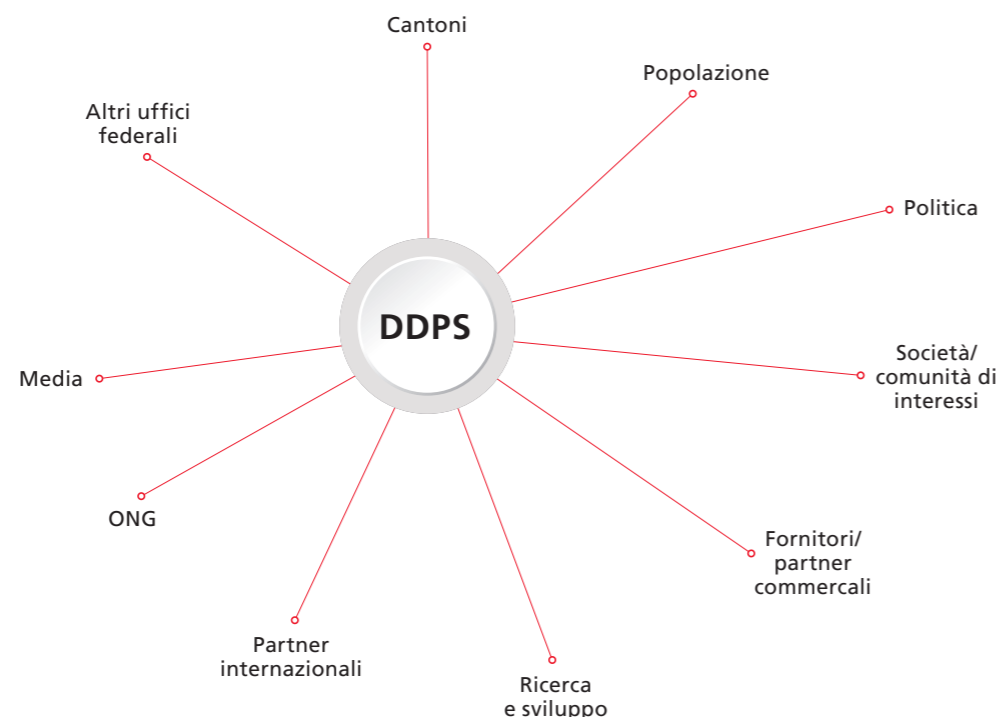 Cantoni
Popolazione
Altri uffici
federali
Politica
DDPS
Società/
comunità di
interessi
Media
ONG
Fornitori/
partner
commercali
Partner
internazionali
Ricerca
e sviluppo